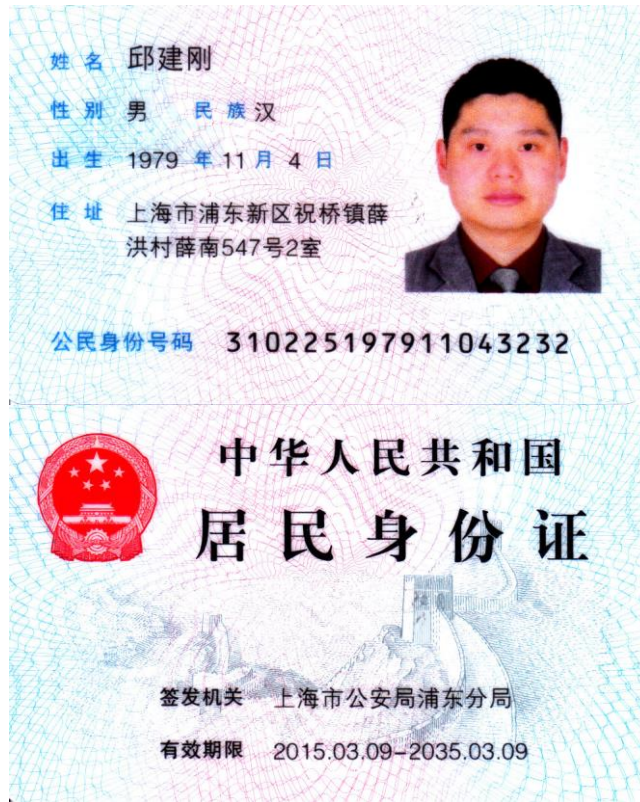 姓名 邱建刚
性别 男 民族 汉
出生 1979 年 11 月 4 日
住址 上海市浦东新区祝桥镇薛
洪村薛南547号2室
公民身份号码 310225197911043232
中华人民共和国
居民身份证
签发机关 上海市公安局浦东分局
有效期限 2015.03.09-2035.03.09